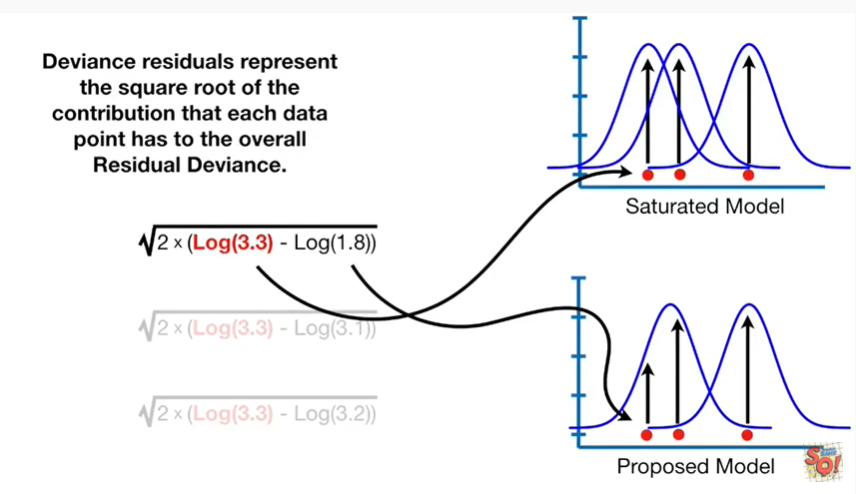 Deviance residuals represent
the square root of the
contribution that each data
point has to the overall
Residual Deviance.
√2 × (Log(3.3) - Log(1.8))
√2 × (Log(3.3) - Log(3.1))
√2 × (Log(3.3) - Log(3.2))
Saturated Model
Proposed Model
SQ!